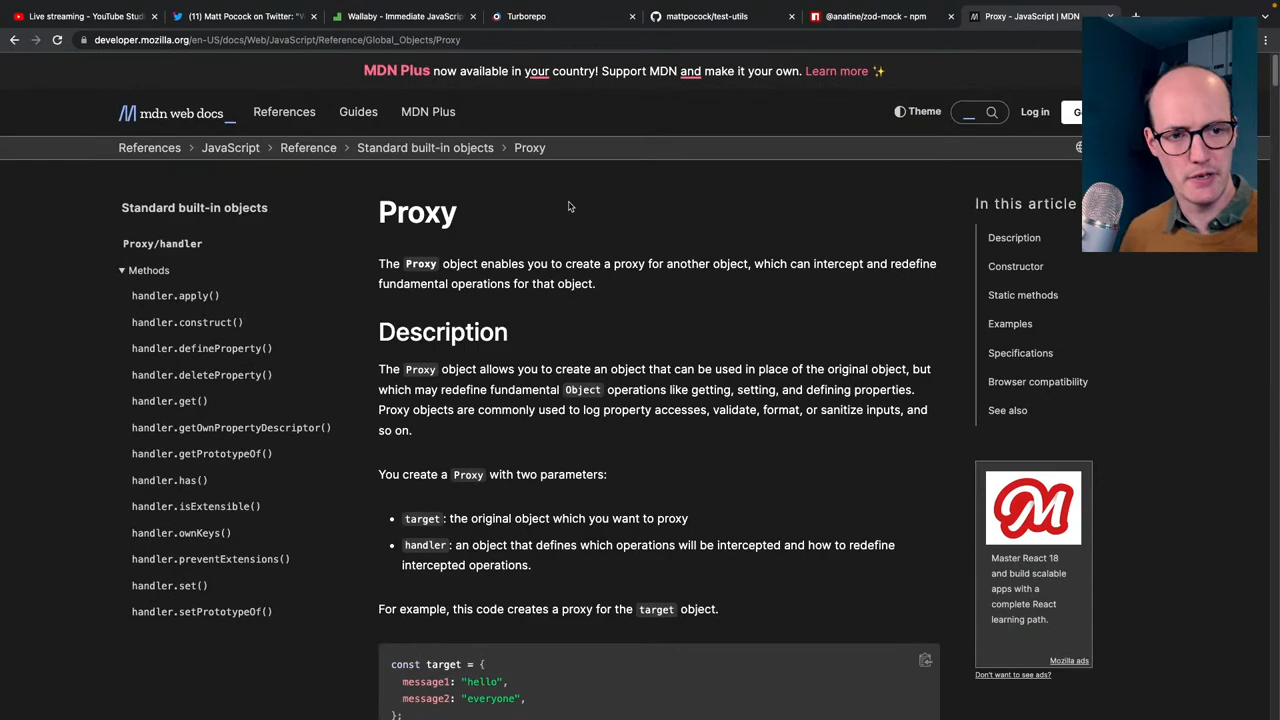 Live streaming - YouTube Stud
(11) Matt Pocock on Twitter: "V
Wallaby - Immediate JavaScrip
Turborepo
mattpocock/test-utils
@anatine/zod-mock - npm
Proxy - JavaScript | MDN
developer.mozilla.org/en-US/docs/Web/JavaScript/Reference/Global_Objects/Proxy
MDN Plus now available in your country! Support MDN and make it your own. Learn more ✨
mdn web docs
References
Guides
MDN Plus
Theme
Log in
References > JavaScript > Reference > Standard built-in objects > Proxy
Standard built-in objects
Proxy/handler
Methods
handler.apply()
handler.construct()
handler.defineProperty()
handler.deleteProperty()
handler.get()
handler.getOwnPropertyDescriptor()
handler.getPrototypeOf()
handler.has()
handler.isExtensible()
handler.ownKeys()
handler.preventExtensions()
handler.set()
handler.setPrototypeOf()
Proxy
The Proxy object enables you to create a proxy for another object, which can intercept and redefine
fundamental operations for that object.
Description
The Proxy object allows you to create an object that can be used in place of the original object, but
which may redefine fundamental Object operations like getting, setting, and defining properties.
Proxy objects are commonly used to log property accesses, validate, format, or sanitize inputs, and
so on.
You create a Proxy with two parameters:
• target: the original object which you want to proxy
• handler: an object that defines which operations will be intercepted and how to redefine
intercepted operations.
For example, this code creates a proxy for the target object.
const target = {
message1: "hello",
message2: "everyone",
};
In this article
Description
Constructor
Static methods
Examples
Specifications
Browser compatibility
See also
Master React 18
and build scalable
apps with a
complete React
learning path.
Mozilla ads
Don't want to see ads?